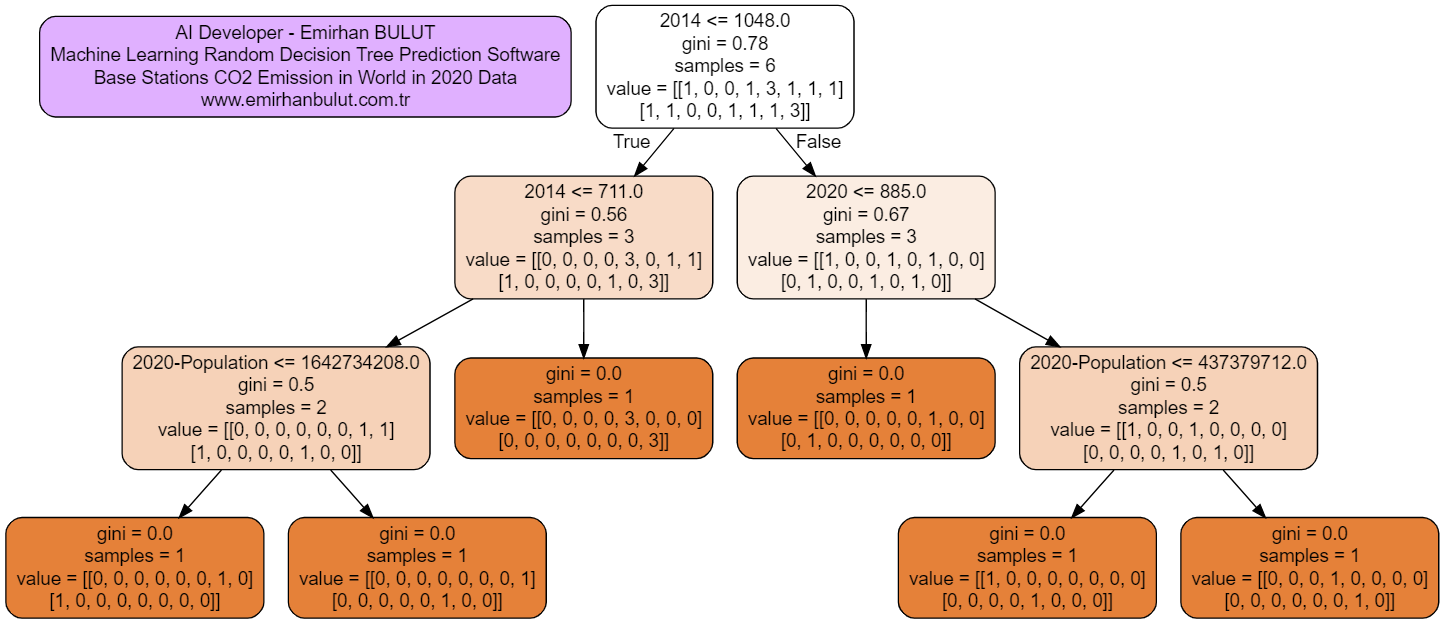 AI Developer - Emirhan BULUT
Machine Learning Random Decision Tree Prediction Software
Base Stations CO2 Emission in World in 2020 Data
www.emirhanbulut.com.tr
2014 <= 1048.0
gini = 0.78
samples = 6
value = [[1, 0, 0, 1, 3, 1, 1, 1]
[1, 1, 0, 0, 1, 1, 1, 3]]
True
False
2014 <= 711.0
gini = 0.56
samples = 3
value = [[0, 0, 0, 0, 3, 0, 1, 1]
[1, 0, 0, 0, 0, 1, 0, 3]]
2020 <= 885.0
gini = 0.67
samples = 3
value = [[1, 0, 0, 1, 0, 1, 0, 0]
[0, 1, 0, 0, 1, 0, 1, 0]]
2020-Population <= 1642734208.0
gini = 0.5
samples = 2
value = [[0, 0, 0, 0, 0, 0, 1, 1]
[1, 0, 0, 0, 0, 1, 0, 0]]
gini = 0.0
samples = 1
value = [[0, 0, 0, 0, 3, 0, 0, 0]
[0, 0, 0, 0, 0, 0, 0, 3]]
gini = 0.0
samples = 1
value = [[0, 0, 0, 0, 0, 1, 0, 0]
[0, 1, 0, 0, 0, 0, 0, 0]]
2020-Population <= 437379712.0
gini = 0.5
samples = 2
value = [[1, 0, 0, 1, 0, 0, 0, 0]
[0, 0, 0, 0, 1, 0, 1, 0]]
gini = 0.0
samples = 1
value = [[0, 0, 0, 0, 0, 0, 1, 0]
[1, 0, 0, 0, 0, 0, 0, 0]]
gini = 0.0
samples = 1
value = [[0, 0, 0, 0, 0, 0, 0, 1]
[0, 0, 0, 0, 0, 1, 0, 0]]
gini = 0.0
samples = 1
value = [[1, 0, 0, 0, 0, 0, 0, 0]
[0, 0, 0, 0, 1, 0, 0, 0]]
gini = 0.0
samples = 1
value = [[0, 0, 0, 1, 0, 0, 0, 0]
[0, 0, 0, 0, 0, 0, 1, 0]]